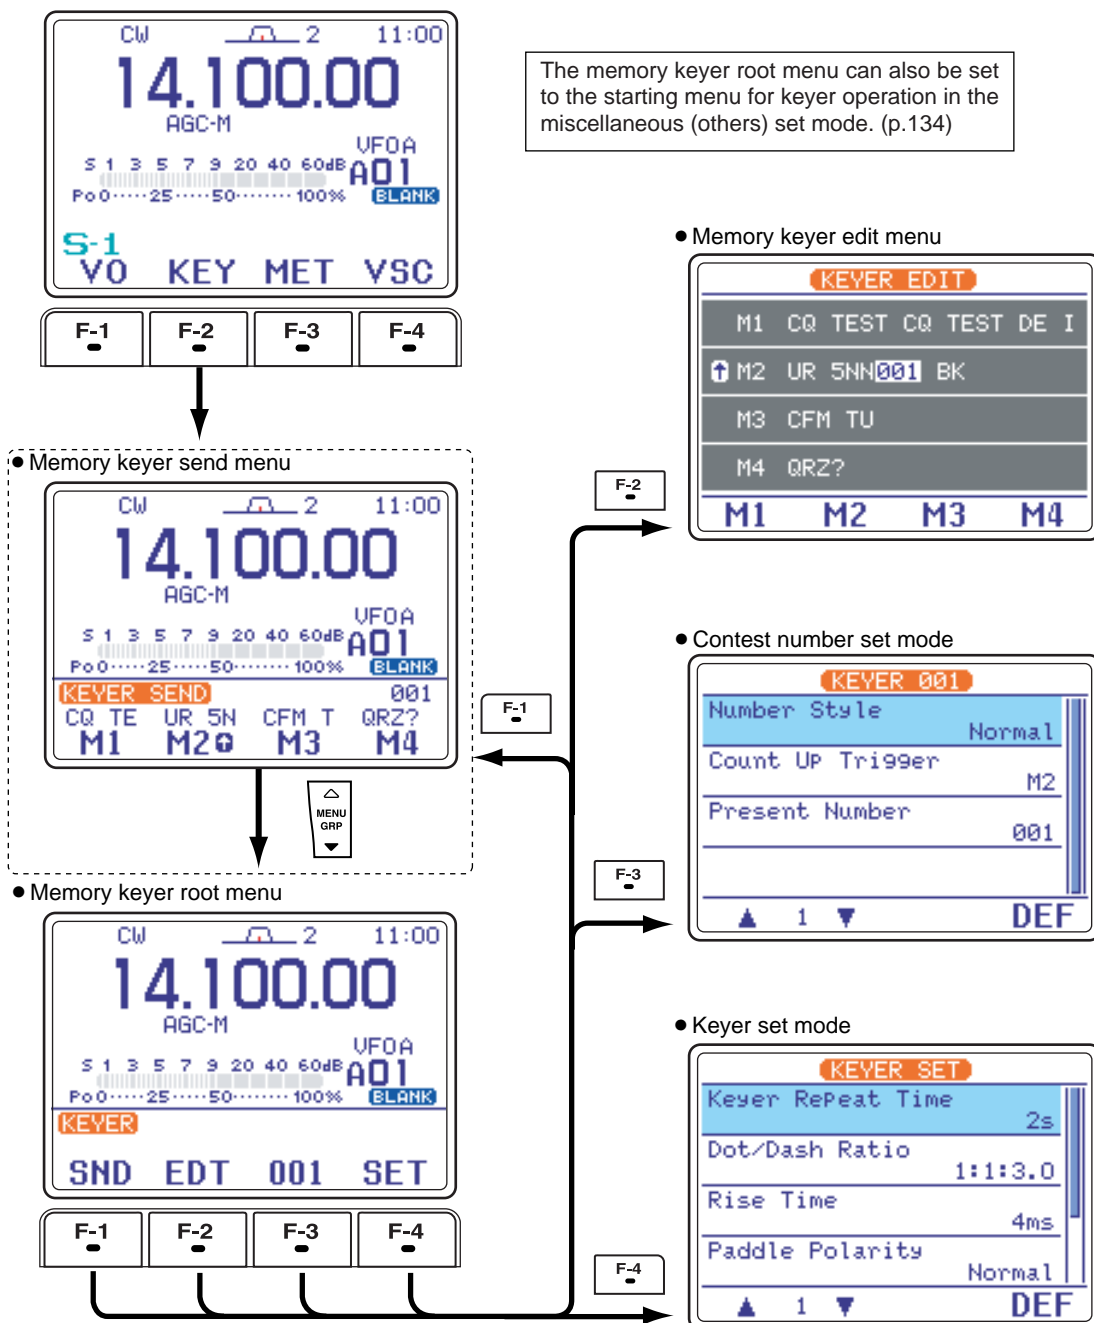 CW 2 11:00
14.100.00
AGC-M
VFOA
S 1 3 5 7 9 20 40 60dB
A01
Po 0·····25·····50········100%
BLANK
S-1
VO KEY MET VSC
F-1 F-2 F-3 F-4
The memory keyer root menu can also be set
to the starting menu for keyer operation in the
miscellaneous (others) set mode. (p.134)
● Memory keyer send menu
CW 2 11:00
14.100.00
AGC-M
VFOA
S 1 3 5 7 9 20 40 60dB
A01
Po 0·····25·····50········100%
BLANK
KEYER SEND 001
CQ TE UR 5N CFM T QRZ?
M1 M2 M3 M4
MENU
GRP
F-1
● Memory keyer root menu
CW 2 11:00
14.100.00
AGC-M
VFOA
S 1 3 5 7 9 20 40 60dB
A01
Po 0·····25·····50········100%
BLANK
KEYER
SND EDT 001 SET
F-1 F-2 F-3 F-4
● Memory keyer edit menu
F-2
KEYER EDIT
M1 CQ TEST CQ TEST DE I
↑ M2 UR 5NN001 BK
M3 CFM TU
M4 QRZ?
M1 M2 M3 M4
● Contest number set mode
F-3
KEYER 001
Number Style
Normal
Count Up Trigger
M2
Present Number
001
▲ 1 ▼ DEF
● Keyer set mode
F-4
KEYER SET
Keyer Repeat Time
2s
Dot/Dash Ratio
1:1:3.0
Rise Time
4ms
Paddle Polarity
Normal
▲ 1 ▼ DEF